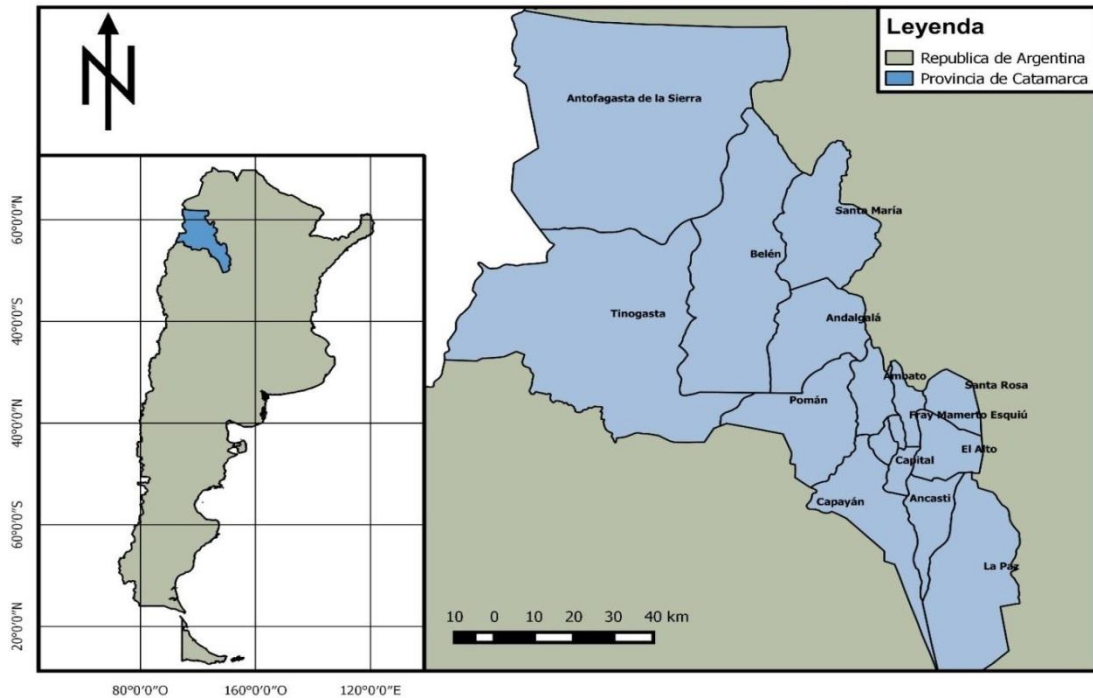 Leyenda
Republica de Argentina
Provincia de Catamarca
N
Antofagasta de la Sierra
Santa María
Belén
Tinogasta
Andalgalá
Ambato
Santa Rosa
Pomán
Fray Mamerto Esquiú
El Alto
Capital
Capayán
Ancasti
La Paz
10 0 10 20 30 40 km
60°0'0"N
40°0'0"S
40°0'0"N
60°0'0"S
20°0'0"N
80°0'0"O
160°0'0"O
120°0'0"E